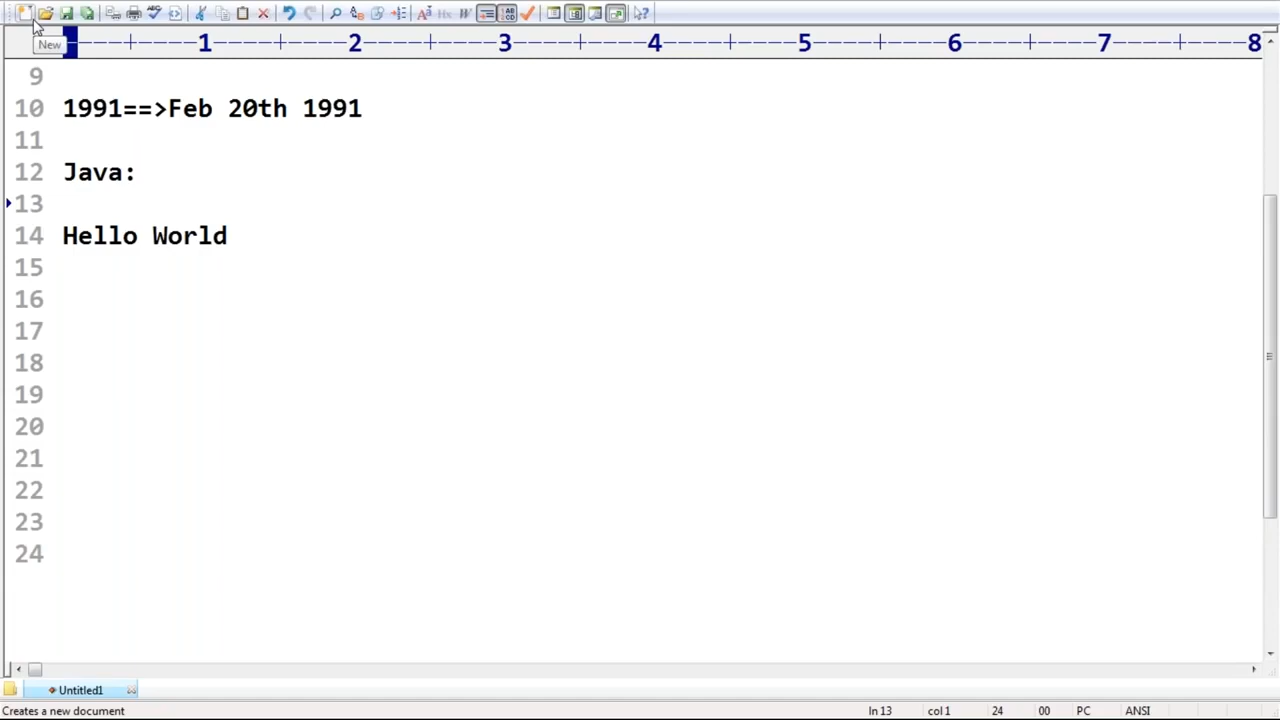 New
1 2 3 4 5 6 7 8
9
10 1991==>Feb 20th 1991
11
12 Java:
13
14 Hello World
15
16
17
18
19
20
21
22
23
24
Untitled1
Creates a new document ln 13 col 1 24 00 PC ANSI